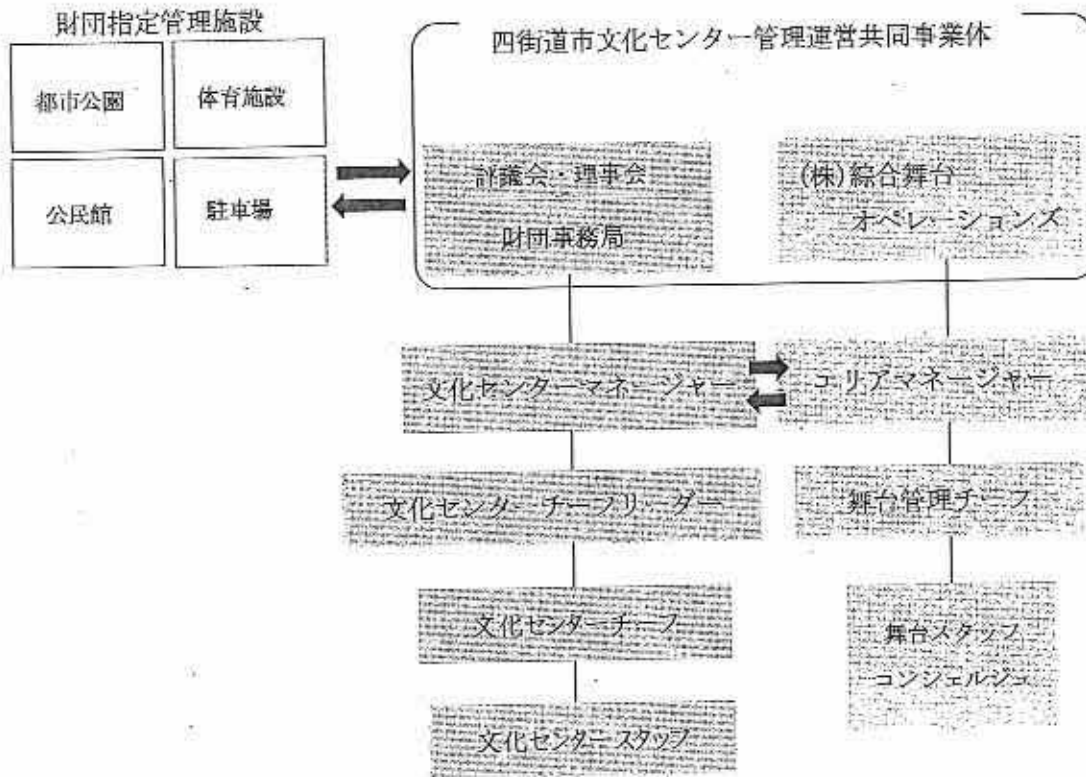 財団指定管理施設
四街道市文化センター管理運営共同事業体
都市公園
体育施設
公民館
駐車場
評議会・理事会
財団事務局
(株)綜合舞台
オペレーションズ
文化センターマネージャー
エリアマネージャー
文化センターチーフリーダー
舞台管理チーフ
文化センターチーフ
舞台スタッフ
コンシェルジュ
文化センタースタッフ